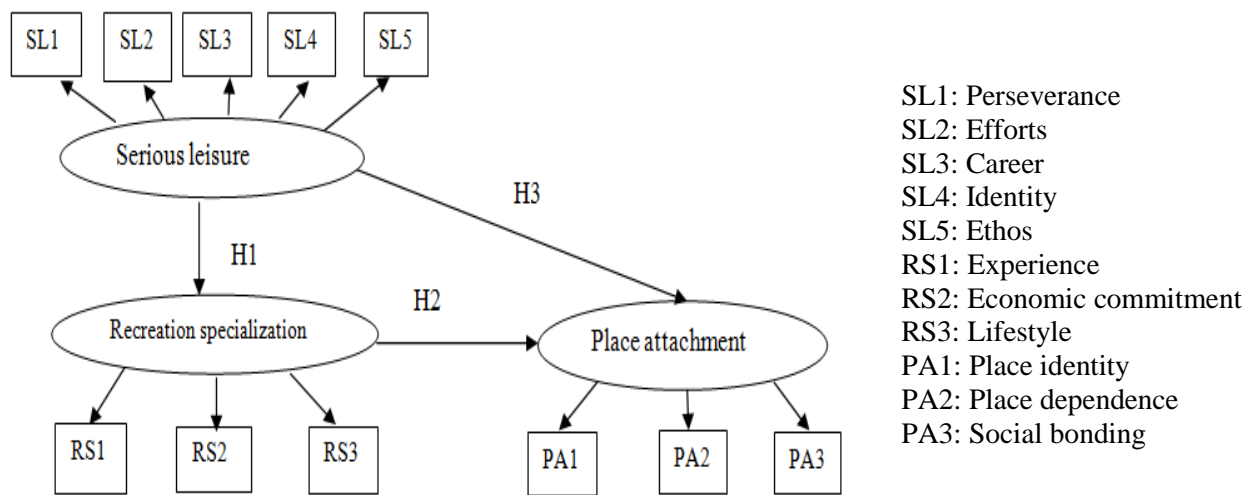 SL1
SL2
SL3
SL4
SL5
Serious leisure
H3
H1
H2
Recreation specialization
Place attachment
RS1
RS2
RS3
PA1
PA2
PA3
SL1: Perseverance
SL2: Efforts
SL3: Career
SL4: Identity
SL5: Ethos
RS1: Experience
RS2: Economic commitment
RS3: Lifestyle
PA1: Place identity
PA2: Place dependence
PA3: Social bonding